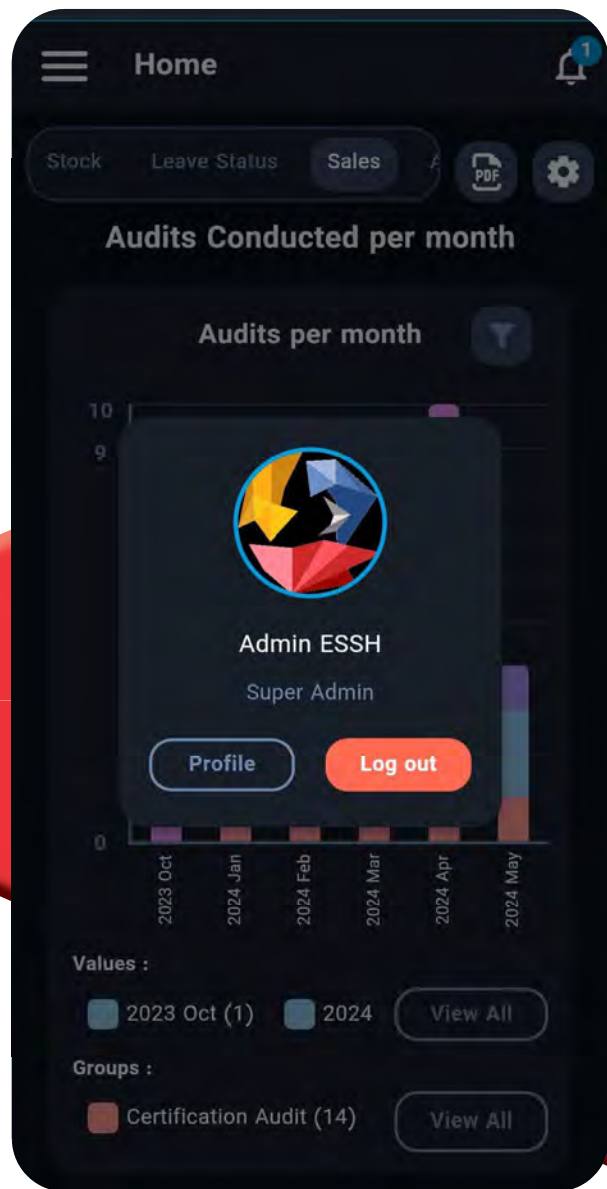 Home
1
Stock Leave Status Sales
PDF
Audits Conducted per month
Audits per month
10
9
Admin ESSH
Super Admin
Profile Log out
0
2023 Oct
2024 Jan
2024 Feb
2024 Mar
2024 Apr
2024 May
Values :
2023 Oct (1) 2024 View All
Groups :
Certification Audit (14) View All